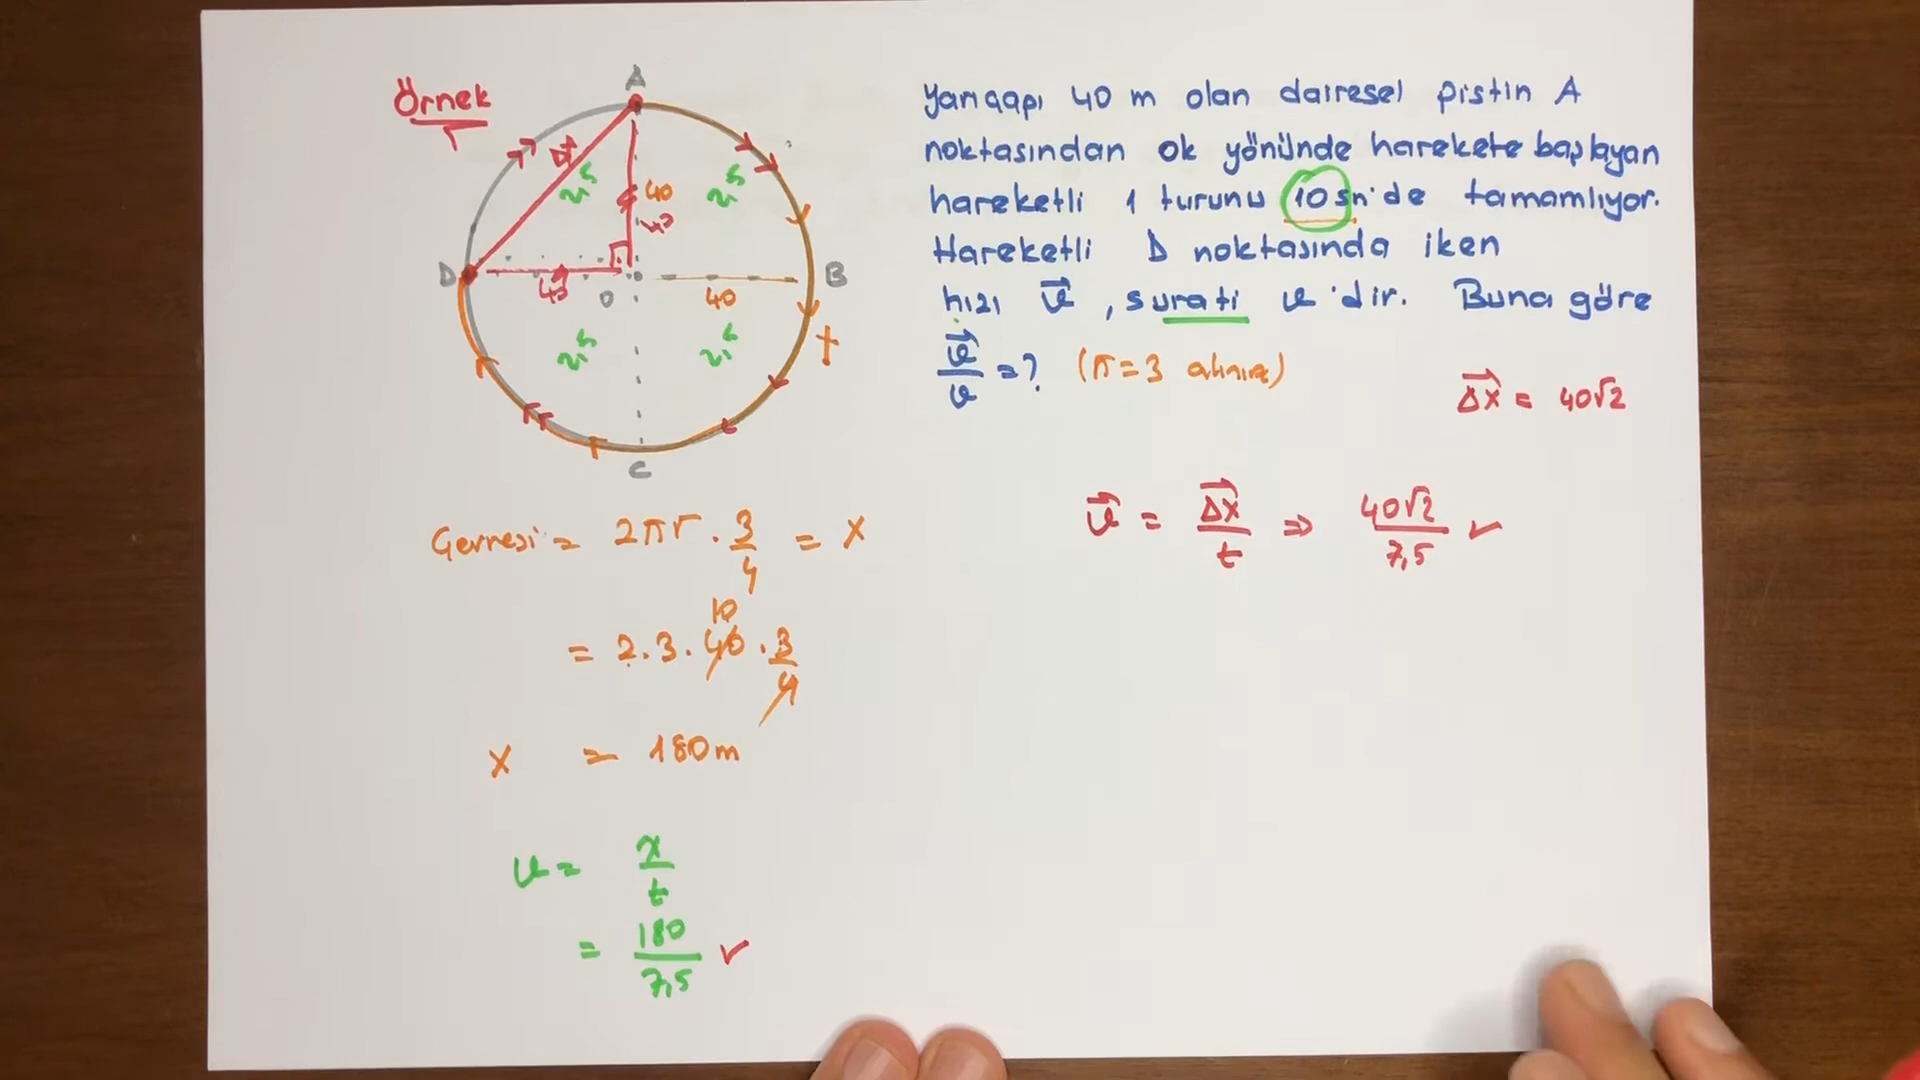 Örnek
A
Yarıçapı 40 m olan dairesel pistin A
noktasından ok yönünde harekete başlayan
hareketli 1 turunu 10 sn'de tamamlıyor.
Hareketli D noktasında iken
hızı v⃗, surati v'dir. Buna göre
v⃗/v = ? (π=3 alınız)
Δx⃗ = 40√2
D
B
C
O
40
40
40
40
2,5
2,5
2,5
2,5
x
Çevresi = 2πr . 3/4 = x
10
= 2.3.40.3/4
x = 180m
v = x/t
= 180/7,5 ✓
v⃗ = Δx⃗/t ⇒ 40√2/7,5 ✓